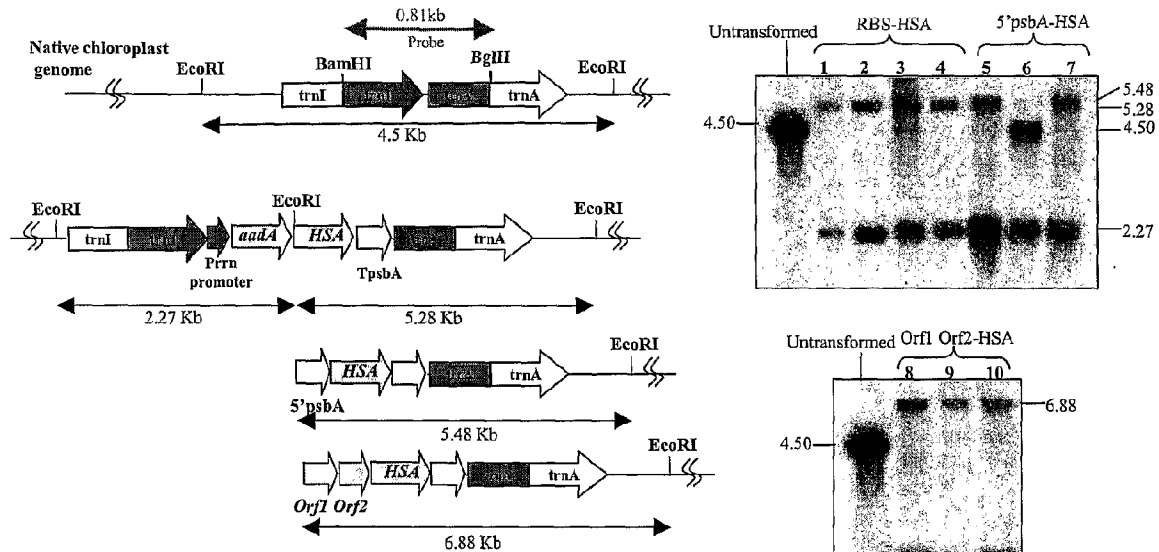 0.81kb
Probe
Native chloroplast
genome
EcoRI
BamHI
BglII
EcoRI
trnI
trnA
4.5 Kb
EcoRI
EcoRI
EcoRI
trnI
aadA
HSA
trnA
Prrn
promoter
TpsbA
2.27 Kb
5.28 Kb
EcoRI
HSA
trnA
5'psbA
5.48 Kb
EcoRI
HSA
trnA
Orf1 Orf2
6.88 Kb
Untransformed
RBS-HSA
5'psbA-HSA
1 2 3 4 5 6 7
5.48
5.28
4.50
4.50
2.27
Untransformed
Orf1 Orf2-HSA
8 9 10
6.88
4.50